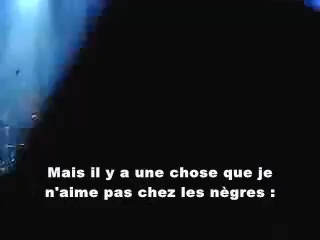 Mais il y a une chose que je
n'aime pas chez les nègres :